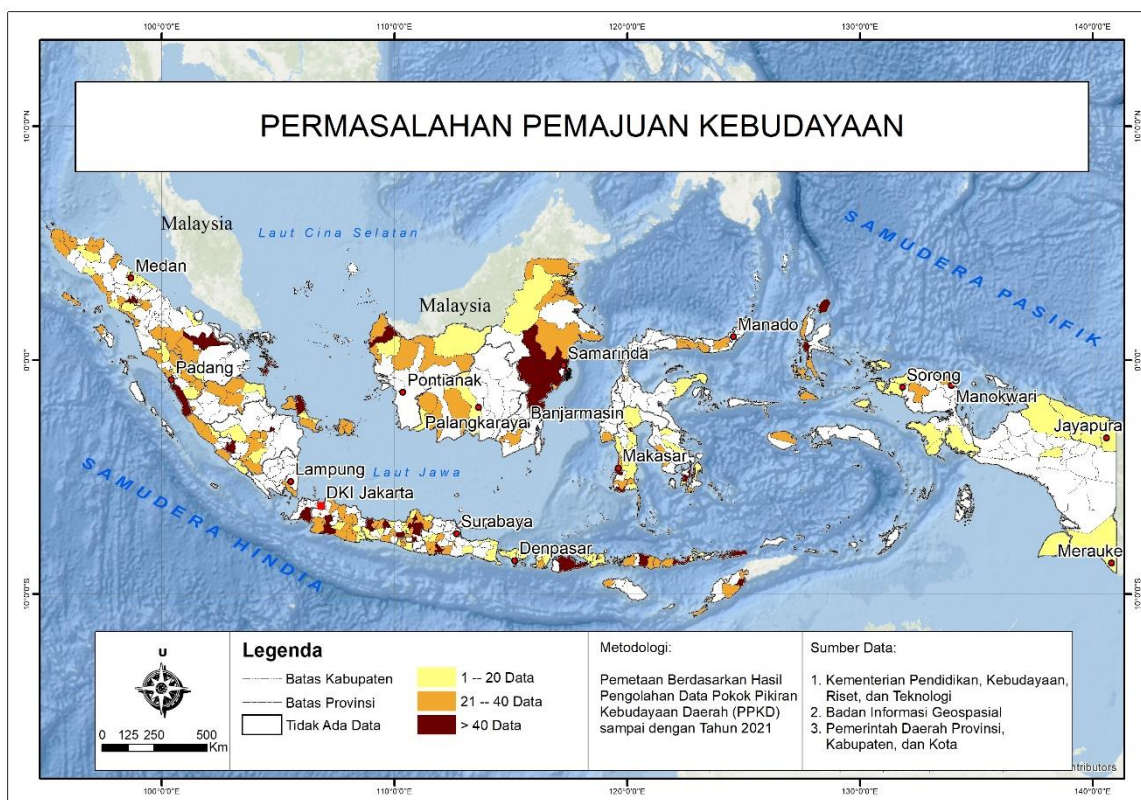 100°0'0"E 110°0'0"E 120°0'0"E 130°0'0"E 140°0'0"E
PERMASALAHAN PEMAJUAN KEBUDAYAAN
10°0'0"N
10°0'0"N
Malaysia
Laut Cina Selatan
SAMUDERA PASIFIK
Medan
Malaysia
Manado
0°0'0"
0°0'0"
Samarinda
Padang
Sorong
Pontianak
Manokwari
Banjarmasin
Palangkaraya
Jayapura
Makasar
Lampung
Laut Jawa
DKI Jakarta
SAMUDERA HINDIA
Surabaya
Denpasar
Merauke
10°0'0"S
10°0'0"S
U
0 125 250 500
Km
Legenda
Batas Kabupaten
Batas Provinsi
Tidak Ada Data
1 -- 20 Data
21 -- 40 Data
> 40 Data
Metodologi:
Pemetaan Berdasarkan Hasil
Pengolahan Data Pokok Pikiran
Kebudayaan Daerah (PPKD)
sampai dengan Tahun 2021
Sumber Data:
1. Kementerian Pendidikan, Kebudayaan,
Riset, dan Teknologi
2. Badan Informasi Geospasial
3. Pemerintah Daerah Provinsi,
Kabupaten, dan Kota
100°0'0"E 110°0'0"E 120°0'0"E 130°0'0"E 140°0'0"E